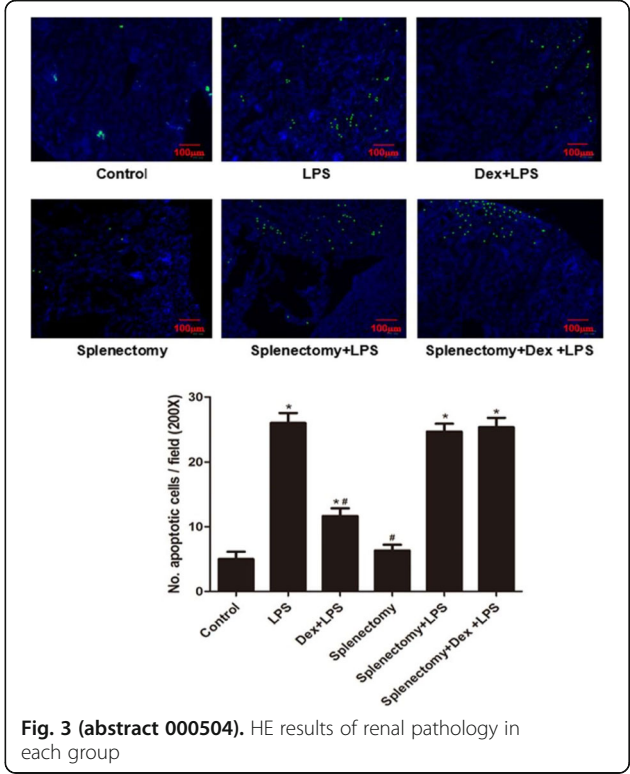 100μm
100μm
100μm
Control
LPS
Dex+LPS
100μm
100μm
100μm
Splenectomy
Splenectomy+LPS
Splenectomy+Dex +LPS
No. apoptotic cells / field (200X)
30
20
10
0
*
*#
#
*
*
Control
LPS
Dex+LPS
Splenectomy
Splenectomy+LPS
Splenectomy+Dex +LPS
Fig. 3 (abstract 000504). HE results of renal pathology in
each group